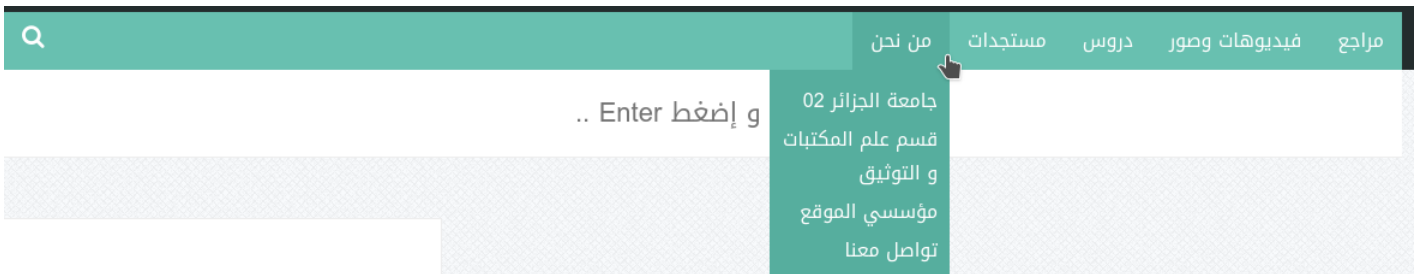 مراجع
فيديوهات وصور
دروس
مستجدات
من نحن
جامعة الجزائر 02
قسم علم المكتبات
و التوثيق
مؤسسي الموقع
تواصل معنا
و إضغط Enter ..